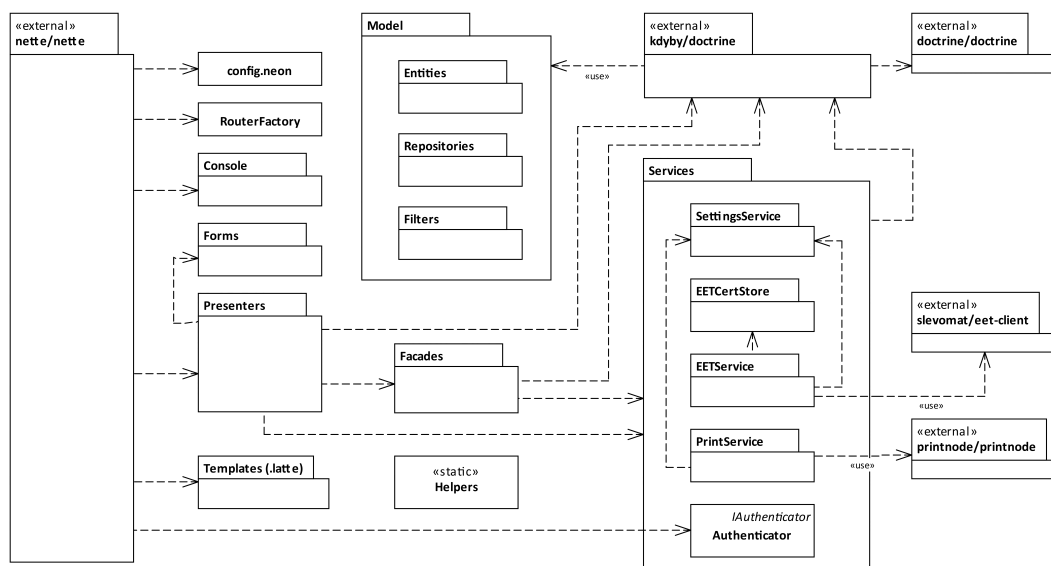 «external»
nette/nette
config.neon
RouterFactory
Console
Forms
Presenters
Templates (.latte)
Model
Entities
Repositories
Filters
Facades
«static»
Helpers
«external»
kdyby/doctrine
«use»
«external»
doctrine/doctrine
Services
SettingsService
EETCertStore
EETService
PrintService
IAuthenticator
Authenticator
«external»
slevomat/eet-client
«use»
«external»
printnode/printnode
«use»